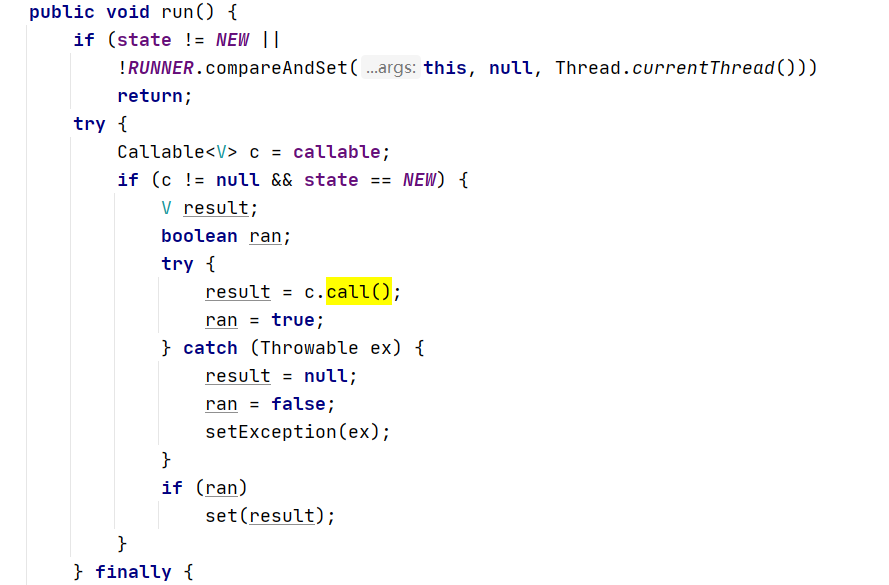 public void run() {
    if (state != NEW ||
        !RUNNER.compareAndSet( ...args: this, null, Thread.currentThread()))
        return;
    try {
        Callable<V> c = callable;
        if (c != null && state == NEW) {
            V result;
            boolean ran;
            try {
                result = c.call();
                ran = true;
            } catch (Throwable ex) {
                result = null;
                ran = false;
                setException(ex);
            }
            if (ran)
                set(result);
        }
    } finally {